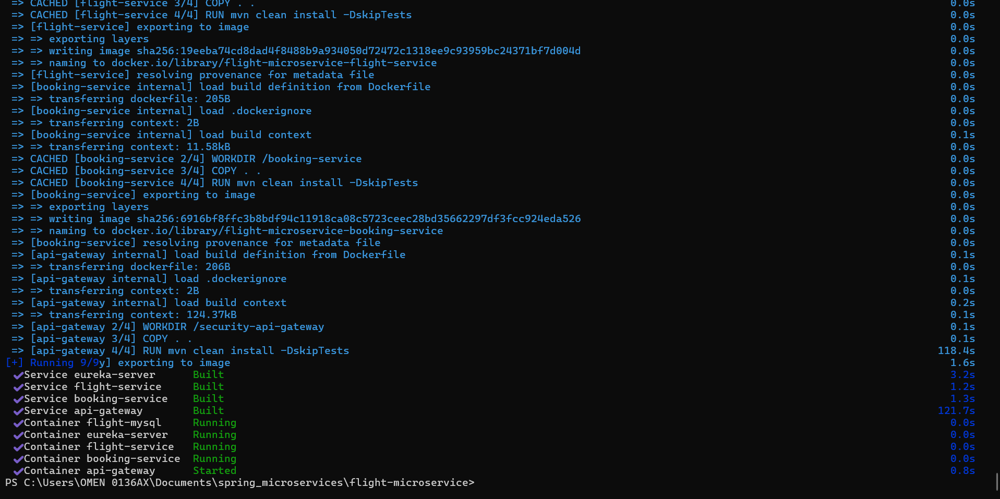 => CACHED [flight-service 3/4] COPY . . 0.0s
=> CACHED [flight-service 4/4] RUN mvn clean install -DskipTests 0.0s
=> [flight-service] exporting to image 0.0s
=> => exporting layers 0.0s
=> => writing image sha256:19eeba74cd8dad4f8488b9a934050d72472c1318ee9c93959bc24371bf7d004d 0.0s
=> => naming to docker.io/library/flight-microservice-flight-service 0.0s
=> [flight-service] resolving provenance for metadata file 0.0s
=> [booking-service internal] load build definition from Dockerfile 0.0s
=> => transferring dockerfile: 205B 0.0s
=> [booking-service internal] load .dockerignore 0.0s
=> => transferring context: 2B 0.0s
=> [booking-service internal] load build context 0.1s
=> => transferring context: 11.58kB 0.0s
=> CACHED [booking-service 2/4] WORKDIR /booking-service 0.0s
=> CACHED [booking-service 3/4] COPY . . 0.0s
=> CACHED [booking-service 4/4] RUN mvn clean install -DskipTests 0.0s
=> [booking-service] exporting to image 0.0s
=> => exporting layers 0.0s
=> => writing image sha256:6916bf8ffc3b8bdf94c11918ca08c5723ceec28bd35662297df3fcc924eda526 0.0s
=> => naming to docker.io/library/flight-microservice-booking-service 0.0s
=> [booking-service] resolving provenance for metadata file 0.0s
=> [api-gateway internal] load build definition from Dockerfile 0.1s
=> => transferring dockerfile: 206B 0.0s
=> [api-gateway internal] load .dockerignore 0.1s
=> => transferring context: 2B 0.0s
=> [api-gateway internal] load build context 0.2s
=> => transferring context: 124.37kB 0.1s
=> [api-gateway 2/4] WORKDIR /security-api-gateway 0.1s
=> [api-gateway 3/4] COPY . . 0.1s
=> [api-gateway 4/4] RUN mvn clean install -DskipTests 118.4s
[+] Running 9/9y] exporting to image 1.6s
✔Service eureka-server Built 3.2s
✔Service flight-service Built 1.2s
✔Service booking-service Built 1.3s
✔Service api-gateway Built 121.7s
✔Container flight-mysql Running 0.0s
✔Container eureka-server Running 0.0s
✔Container flight-service Running 0.0s
✔Container booking-service Running 0.0s
✔Container api-gateway Started 0.8s
PS C:\Users\OMEN 0136AX\Documents\spring_microservices\flight-microservice>